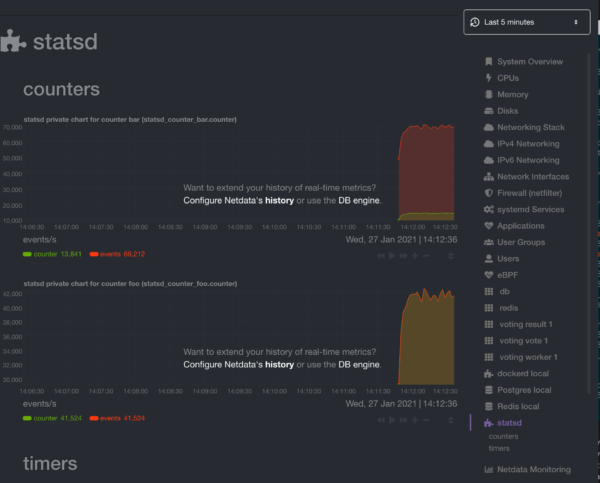 Last 5 minutes
statsd
counters
statsd private chart for counter bar (statsd_counter_bar.counter)
70,000
60,000
50,000
40,000
30,000
20,000
10,000
Want to extend your history of real-time metrics?
Configure Netdata's history or use the DB engine.
14:06:30 14:07:00 14:07:30 14:08:00 14:08:30 14:09:00 14:09:30 14:10:00 14:10:30 14:11:00 14:11:30 14:12:00 14:12:30
events/s
Wed, 27 Jan 2021 | 14:12:36
counter 13,841 events 69,212
statsd private chart for counter foo (statsd_counter_foo.counter)
42,000
40,000
38,000
36,000
34,000
32,000
30,000
Want to extend your history of real-time metrics?
Configure Netdata's history or use the DB engine.
14:06:30 14:07:00 14:07:30 14:08:00 14:08:30 14:09:00 14:09:30 14:10:00 14:10:30 14:11:00 14:11:30 14:12:00 14:12:30
events/s
Wed, 27 Jan 2021 | 14:12:36
counter 41,524 events 41,524
timers
System Overview
CPUs
Memory
Disks
Networking Stack
IPv4 Networking
IPv6 Networking
Network Interfaces
Firewall (netfilter)
systemd Services
Applications
User Groups
Users
eBPF
db
redis
voting result 1
voting vote 1
voting worker 1
dockerd local
Postgres local
Redis local
statsd
counters
timers
Netdata Monitoring